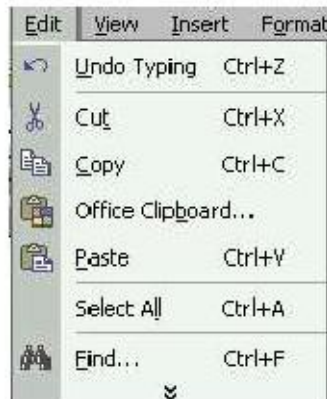 Edit View Insert Format
Undo Typing Ctrl+Z
Cut Ctrl+X
Copy Ctrl+C
Office Clipboard...
Paste Ctrl+V
Select All Ctrl+A
Find... Ctrl+F